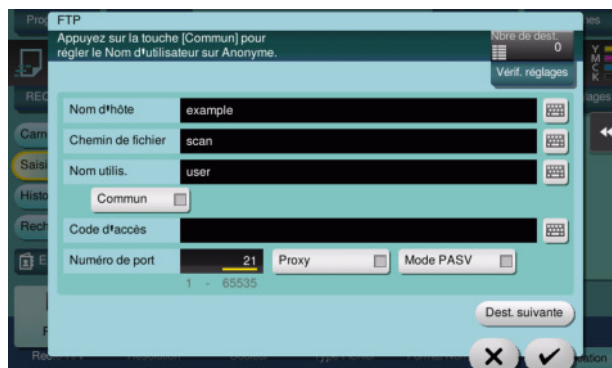 FTP
Appuyez sur la touche [Commun] pour
régler le Nom d'utilisateur sur Anonyme.
Nbre de dest.
0
Vérif. réglages
Nom d'hôte
example
Chemin de fichier
scan
Nom utilis.
user
Commun
Code d'accès
Numéro de port
21
Proxy
Mode PASV
1 - 65535
Dest. suivante
Y
M
C
K